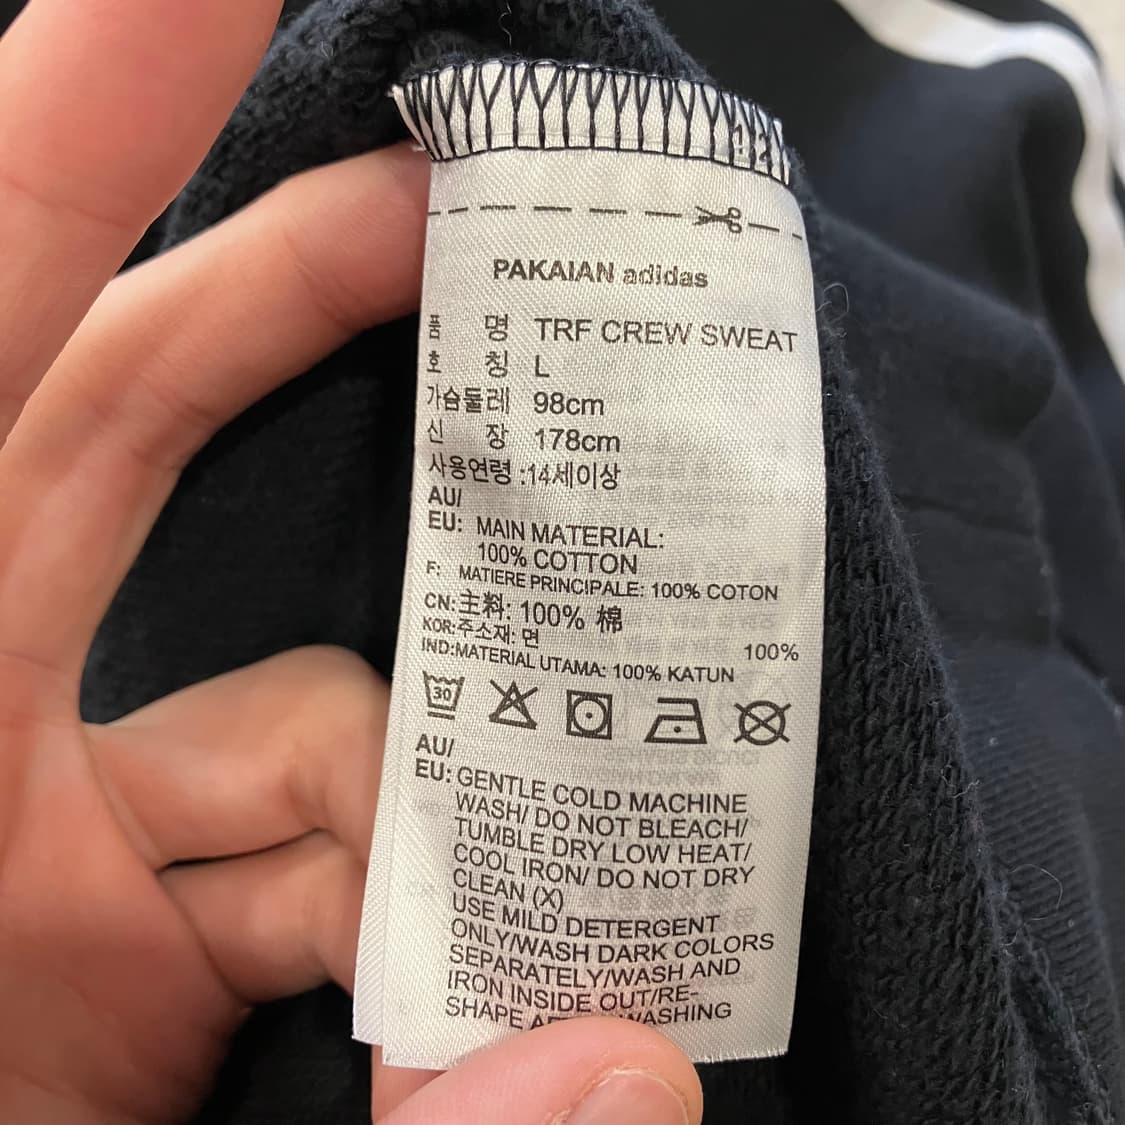 12
PAKAIAN adidas
품 명 TRF CREW SWEAT
호 칭 L
가슴둘레 98cm
신 장 178cm
사용연령 :14세이상
AU/
EU: MAIN MATERIAL:
100% COTTON
F: MATIERE PRINCIPALE: 100% COTON
CN:主料: 100% 棉
KOR:주소재: 면 100%
IND:MATERIAL UTAMA: 100% KATUN
30
AU/
EU: GENTLE COLD MACHINE
WASH/ DO NOT BLEACH/
TUMBLE DRY LOW HEAT/
COOL IRON/ DO NOT DRY
CLEAN (X)
USE MILD DETERGENT
ONLY/WASH DARK COLORS
SEPARATELY/WASH AND
IRON INSIDE OUT/RE-
SHAPE WASHING